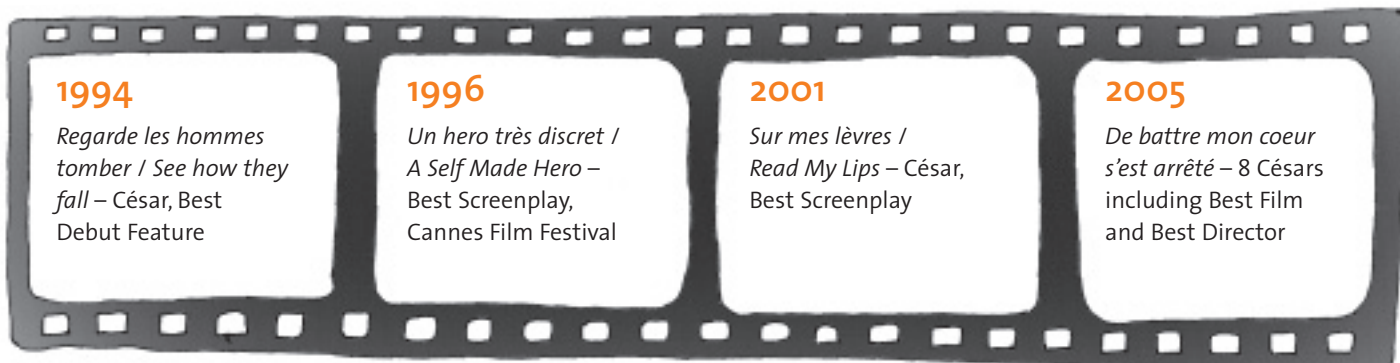 1994
Regarde les hommes
tomber / See how they
fall – César, Best
Debut Feature
1996
Un hero très discret /
A Self Made Hero –
Best Screenplay,
Cannes Film Festival
2001
Sur mes lèvres /
Read My Lips – César,
Best Screenplay
2005
De battre mon coeur
s'est arrêté – 8 Césars
including Best Film
and Best Director